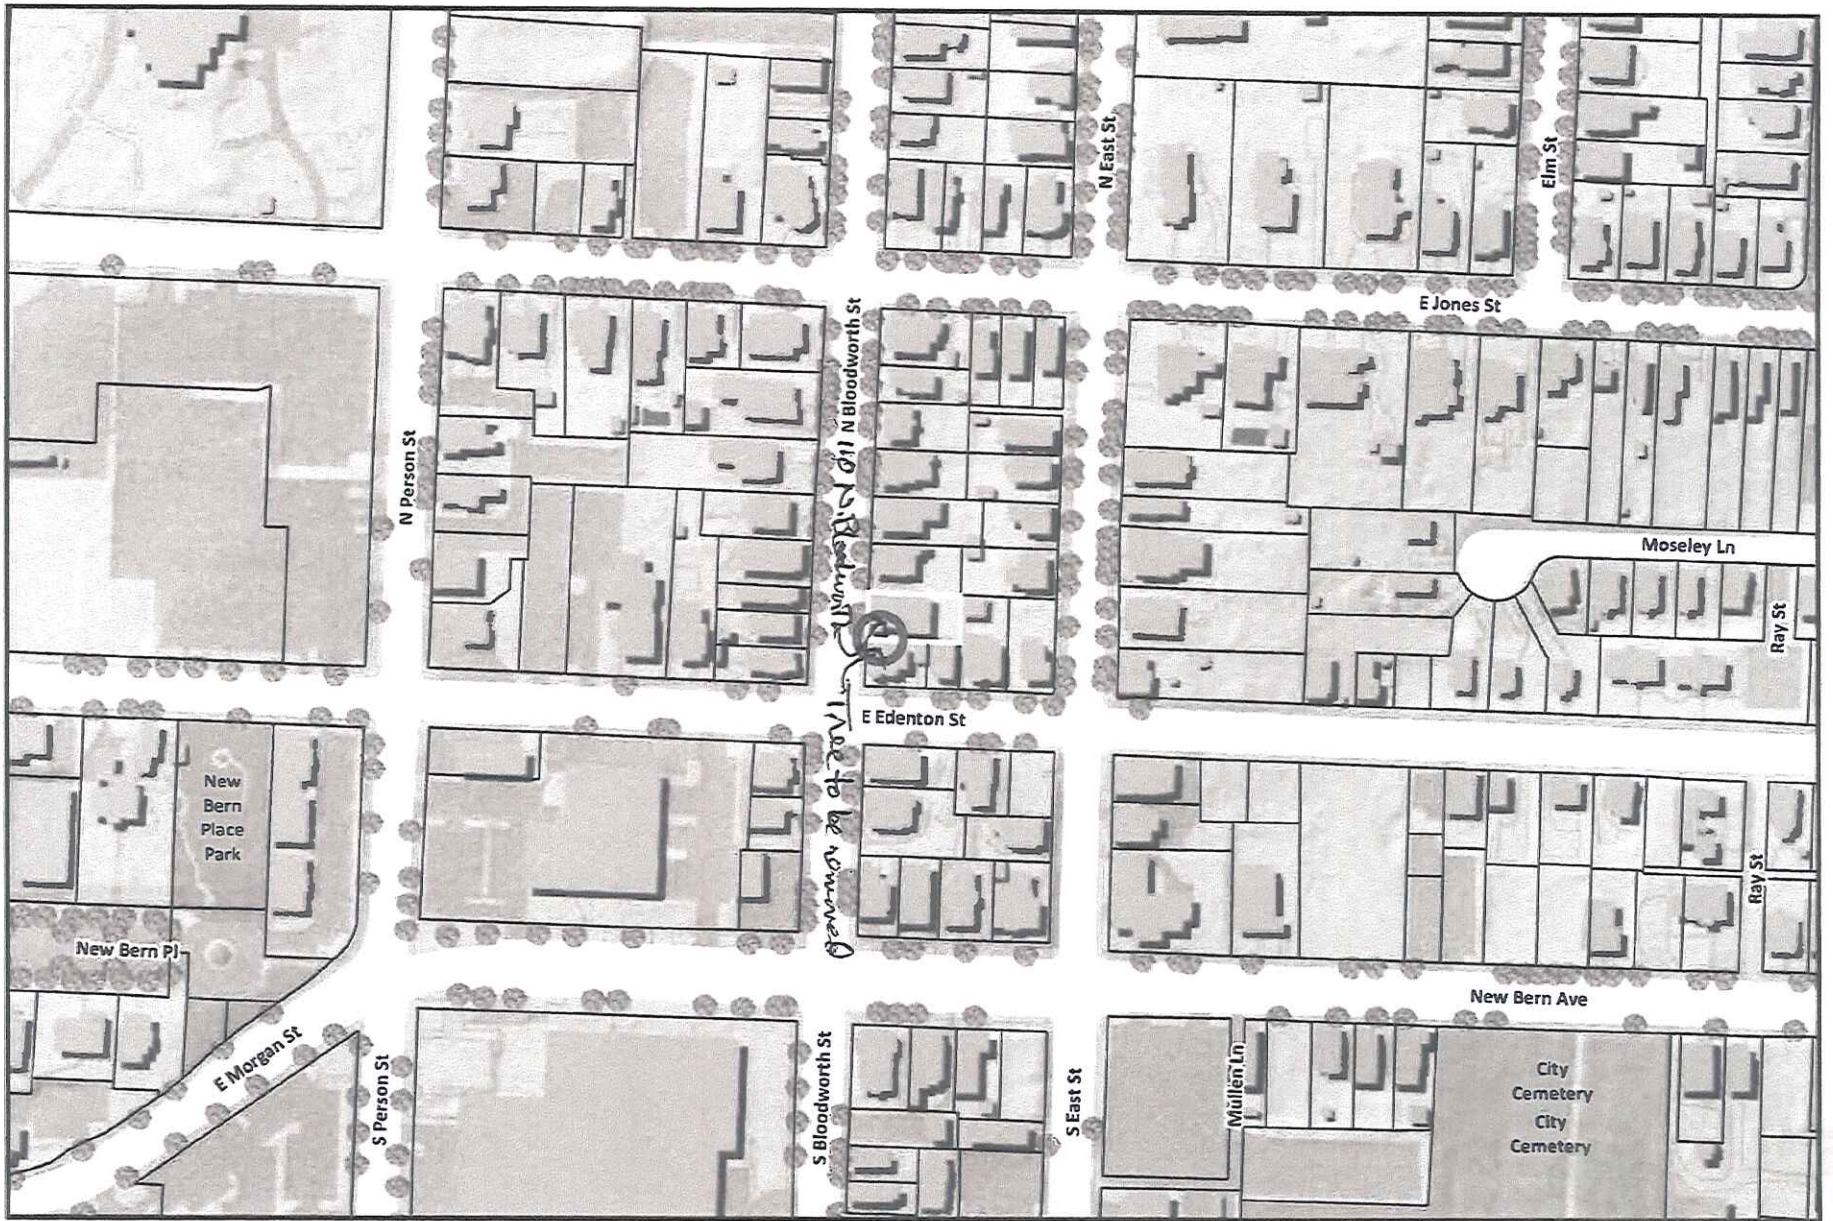 N East St
Elm St
E Jones St
N Bloodworth St
N Person St
110 N. Bloodworth
Moseley Ln
Ray St
E Edenton St
Tree to be removed
New
Bern
Place
Park
Ray St
New Bern Pl
New Bern Ave
E Morgan St
S Person St
S Bloodworth St
S East St
Mullen Ln
City
Cemetery
City
Cemetery